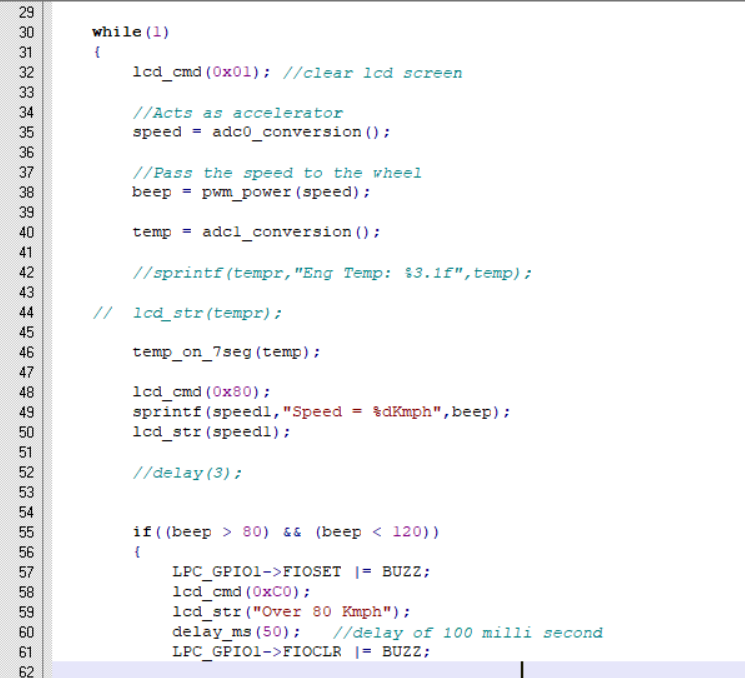 29
30 while(1)
31 {
32 lcd_cmd(0x01); //clear lcd screen
33
34 //Acts as accelerator
35 speed = adc0_conversion();
36
37 //Pass the speed to the wheel
38 beep = pwm_power(speed);
39
40 temp = adc1_conversion();
41
42 //sprintf(tempr,"Eng Temp: %3.1f",temp);
43
44 // lcd_str(tempr);
45
46 temp_on_7seg(temp);
47
48 lcd_cmd(0x80);
49 sprintf(speed1,"Speed = %dKmph",beep);
50 lcd_str(speed1);
51
52 //delay(3);
53
54
55 if((beep > 80) && (beep < 120))
56 {
57 LPC_GPIO1->FIOSET |= BUZZ;
58 lcd_cmd(0xC0);
59 lcd_str("Over 80 Kmph");
60 delay_ms(50); //delay of 100 milli second
61 LPC_GPIO1->FIOCLR |= BUZZ;
62